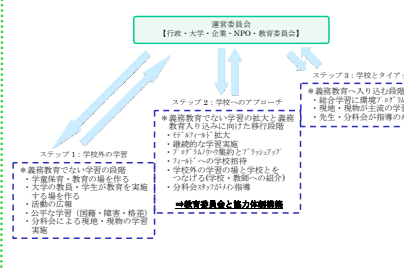 運営委員会
【行政・大学・企業・NPO・教育委員会】
ステップ3：学校とタイア
＊義務教育へ入り込む段階
・総合学習に環境プログラム
・現地・現物が主流の学
・先生・分科会が指導の
ステップ2：学校へのアプローチ
＊義務教育でない学習の拡大と義務
教育入り込みに向けた移行段階
・モデルフィールド拡大
・継続的な学習実施
・プログラムノウハウ集約とブラッシュアップ
・フィールドへの学校招待
・学校外の学習の場と学校を
つなげる(学校・教師への紹介)
・分科会スタッフがメイン指導
⇒教育委員会と協力体制構築
ステップ1：学校外の学習
＊義務教育でない学習の段階
・学童保育・教育の場を作る
・大学の教員・学生が教育を実施
する場を作る
・活動の広報
・公平な学習（国籍・障害・格差）
・分科会による現地・現物の学習
実施